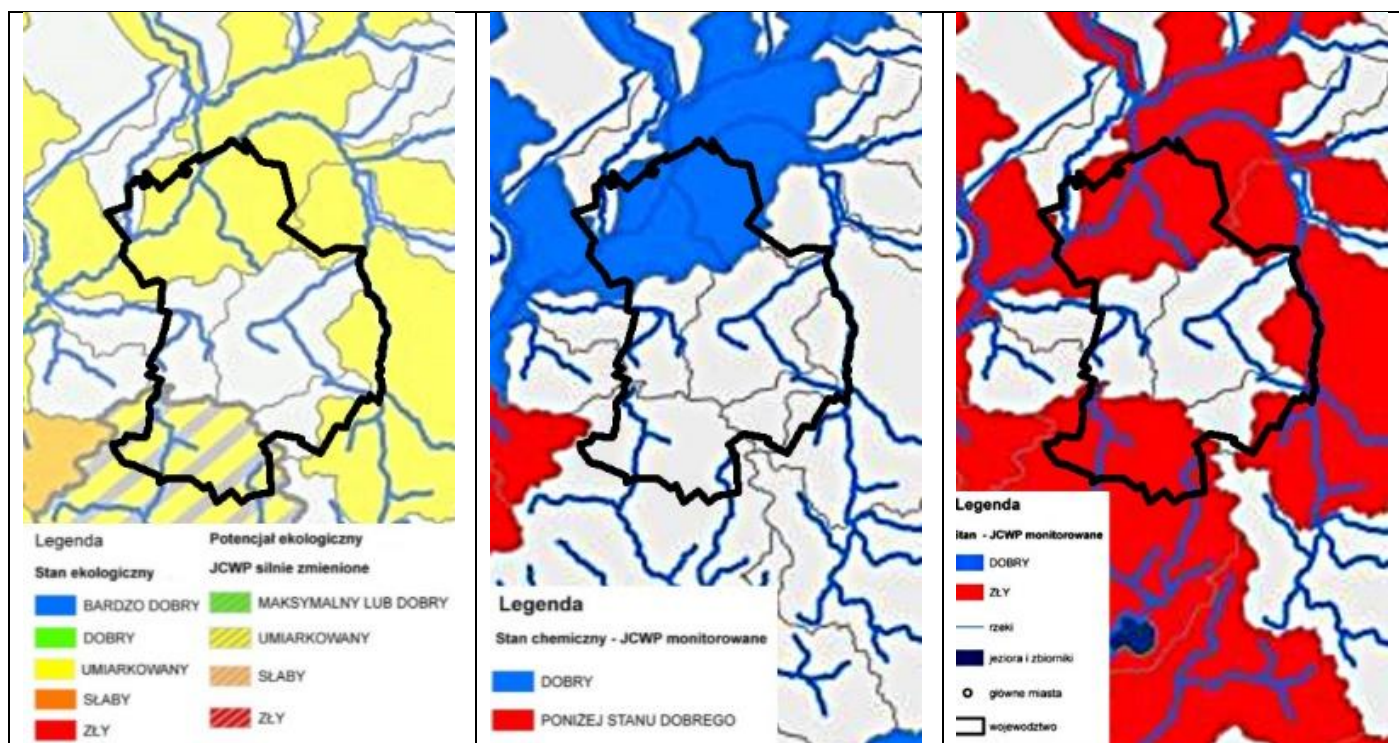 Legenda
Stan ekologiczny
BARDZO DOBRY
DOBRY
UMIARKOWANY
SŁABY
ZŁY
Potencjał ekologiczny
JCWP silnie zmienione
MAKSYMALNY LUB DOBRY
UMIARKOWANY
SŁABY
ZŁY
Legenda
Stan chemiczny - JCWP monitorowane
DOBRY
PONIŻEJ STANU DOBREGO
Legenda
Stan - JCWP monitorowane
DOBRY
ZŁY
rzeki
jeziora i zbiorniki
główne miasta
województwo